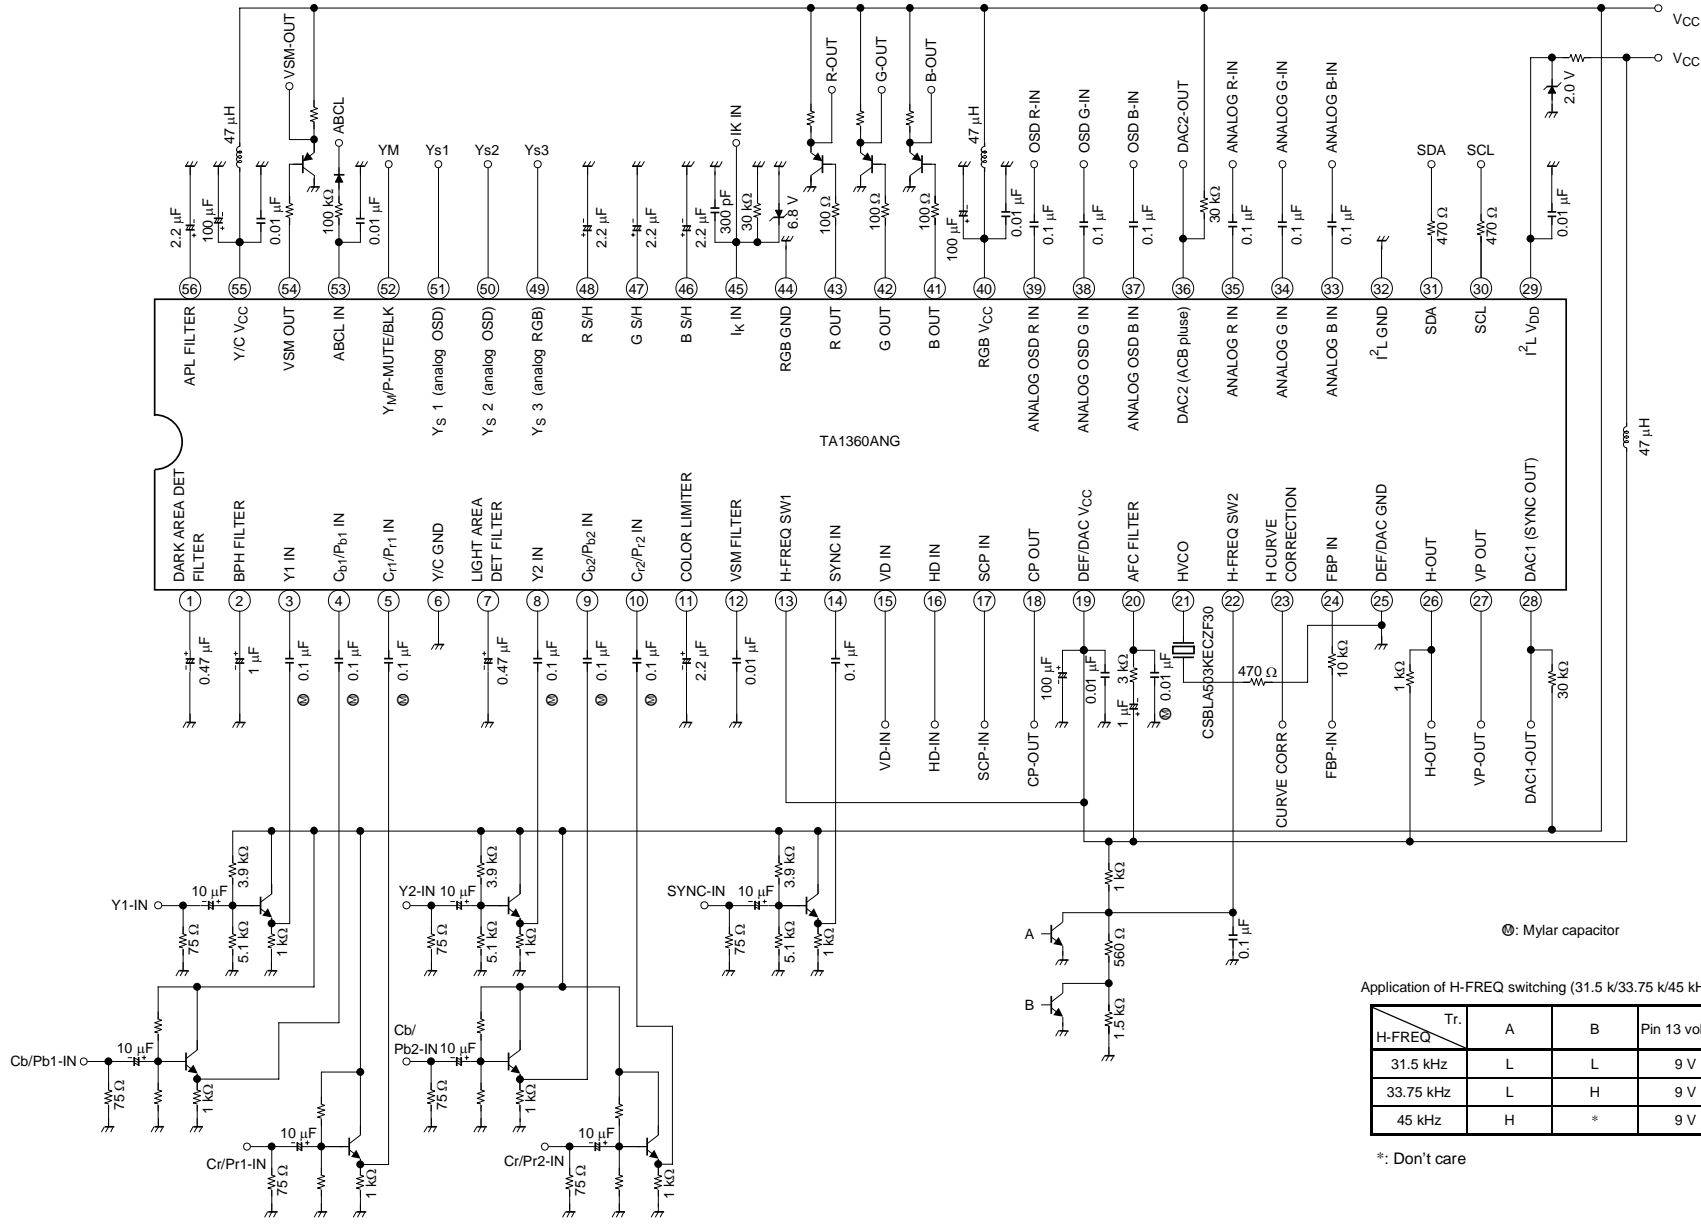 VCC
VCC
VSM-OUT
ABCL
YM
Ys1
Ys2
Ys3
IK IN
R-OUT
G-OUT
B-OUT
OSD R-IN
OSD G-IN
OSD B-IN
DAC2-OUT
ANALOG R-IN
ANALOG G-IN
ANALOG B-IN
SDA
SCL
2.0 V
47 μH
47 μH
2.2 μF
100 μF
0.01 μF
100 kΩ
0.01 μF
2.2 μF
2.2 μF
2.2 μF
300 pF
30 kΩ
6.8 V
100 Ω
100 Ω
100 Ω
100 μF
0.01 μF
0.1 μF
0.1 μF
0.1 μF
30 kΩ
0.1 μF
0.1 μF
0.1 μF
470 Ω
470 Ω
0.01 μF
56 55 54 53 52 51 50 49 48 47 46 45 44 43 42 41 40 39 38 37 36 35 34 33 32 31 30 29
APL FILTER
Y/C VCC
VSM OUT
ABCL IN
YM/P-MUTE/BLK
YS 1 (analog OSD)
YS 2 (analog OSD)
YS 3 (analog RGB)
R S/H
G S/H
B S/H
IK IN
RGB GND
R OUT
G OUT
B OUT
RGB VCC
ANALOG OSD R IN
ANALOG OSD G IN
ANALOG OSD B IN
DAC2 (ACB pluse)
ANALOG R IN
ANALOG G IN
ANALOG B IN
I2L GND
SDA
SCL
I2L VDD
TA1360ANG
47 μH
DARK AREA DET
FILTER
BPH FILTER
Y1 IN
Cb1/Pb1 IN
Cr1/Pr1 IN
Y/C GND
LIGHT AREA
DET FILTER
Y2 IN
Cb2/Pb2 IN
Cr2/Pr2 IN
COLOR LIMITER
VSM FILTER
H-FREQ SW1
SYNC IN
VD IN
HD IN
SCP IN
CP OUT
DEF/DAC VCC
AFC FILTER
HVCO
H-FREQ SW2
H CURVE
CORRECTION
FBP IN
DEF/DAC GND
H-OUT
VP OUT
DAC1 (SYNC OUT)
1 2 3 4 5 6 7 8 9 10 11 12 13 14 15 16 17 18 19 20 21 22 23 24 25 26 27 28
0.47 μF
1 μF
0.1 μF
0.1 μF
0.1 μF
0.47 μF
0.1 μF
0.1 μF
0.1 μF
2.2 μF
0.01 μF
0.1 μF
100 μF
0.01 μF
3 kΩ
1 μF
0.01 μF
CSBLA503KECZF30
470 Ω
10 kΩ
1 kΩ
30 kΩ
Ⓜ
Ⓜ
Ⓜ
Ⓜ
Ⓜ
Ⓜ
Ⓜ
VD-IN
HD-IN
SCP-IN
CP-OUT
CURVE CORR
FBP-IN
H-OUT
VP-OUT
DAC1-OUT
Y1-IN
10 μF
3.9 kΩ
75 Ω
5.1 kΩ
1 kΩ
Y2-IN
10 μF
3.9 kΩ
75 Ω
5.1 kΩ
1 kΩ
SYNC-IN
10 μF
3.9 kΩ
75 Ω
5.1 kΩ
1 kΩ
1 kΩ
A
560 Ω
0.1 μF
B
1.5 kΩ
Ⓜ: Mylar capacitor
Cb/Pb1-IN
10 μF
75 Ω
1 kΩ
Cb/
Pb2-IN
10 μF
75 Ω
1 kΩ
Cr/Pr1-IN
10 μF
75 Ω
1 kΩ
Cr/Pr2-IN
10 μF
75 Ω
1 kΩ
Application of H-FREQ switching (31.5 k/33.75 k/45 kH
Tr.
H-FREQ A B Pin 13 vol
31.5 kHz L L 9 V
33.75 kHz L H 9 V
45 kHz H * 9 V
*: Don't care